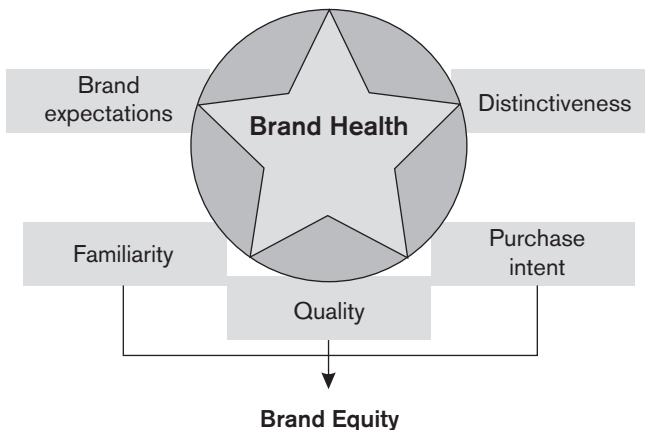 Brand
expectations
Brand Health
Distinctiveness
Familiarity
Purchase
intent
Quality
Brand Equity